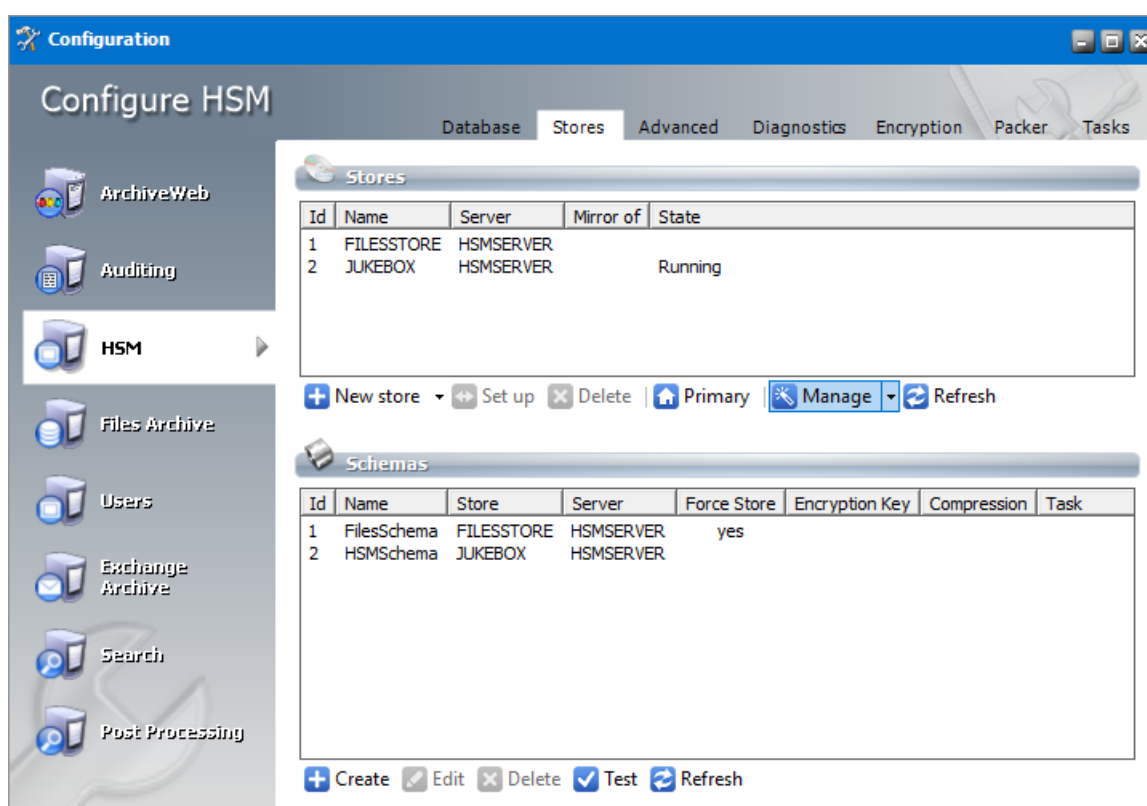 Configuration
Configure HSM
Database Stores Advanced Diagnostics Encryption Packer Tasks
ArchiveWeb
Auditing
HSM
Files Archive
Users
Exchange
Archive
Search
Post Processing
Stores
Id Name Server Mirror of State
1 FILESSTORE HSMSERVER
2 JUKEBOX HSMSERVER Running
New store Set up Delete Primary Manage Refresh
Schemas
Id Name Store Server Force Store Encryption Key Compression Task
1 FilesSchema FILESSTORE HSMSERVER yes
2 HSMSchema JUKEBOX HSMSERVER
Create Edit Delete Test Refresh